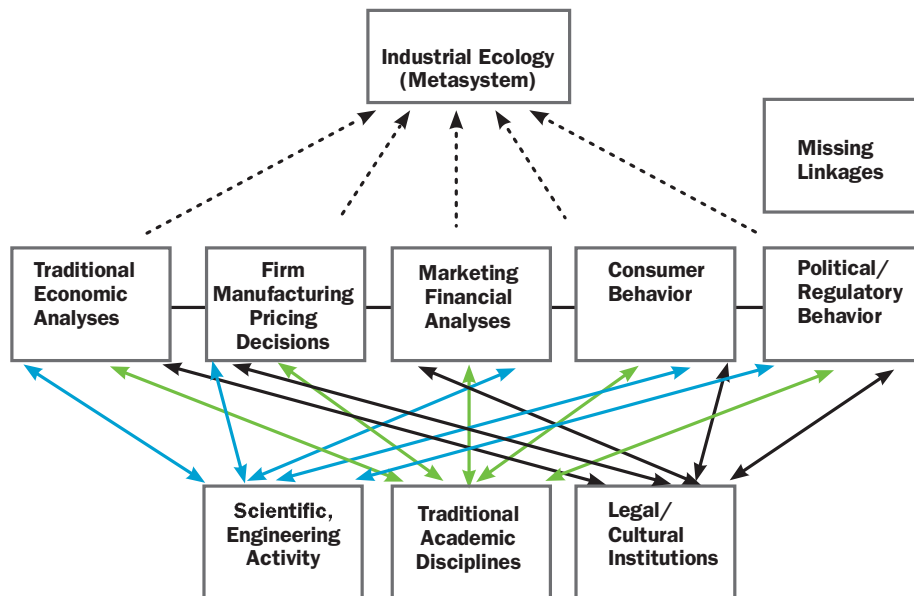 Industrial Ecology
(Metasystem)
Missing
Linkages
Traditional
Economic
Analyses
Firm
Manufacturing
Pricing
Decisions
Marketing
Financial
Analyses
Consumer
Behavior
Political/
Regulatory
Behavior
Scientific,
Engineering
Activity
Traditional
Academic
Disciplines
Legal/
Cultural
Institutions